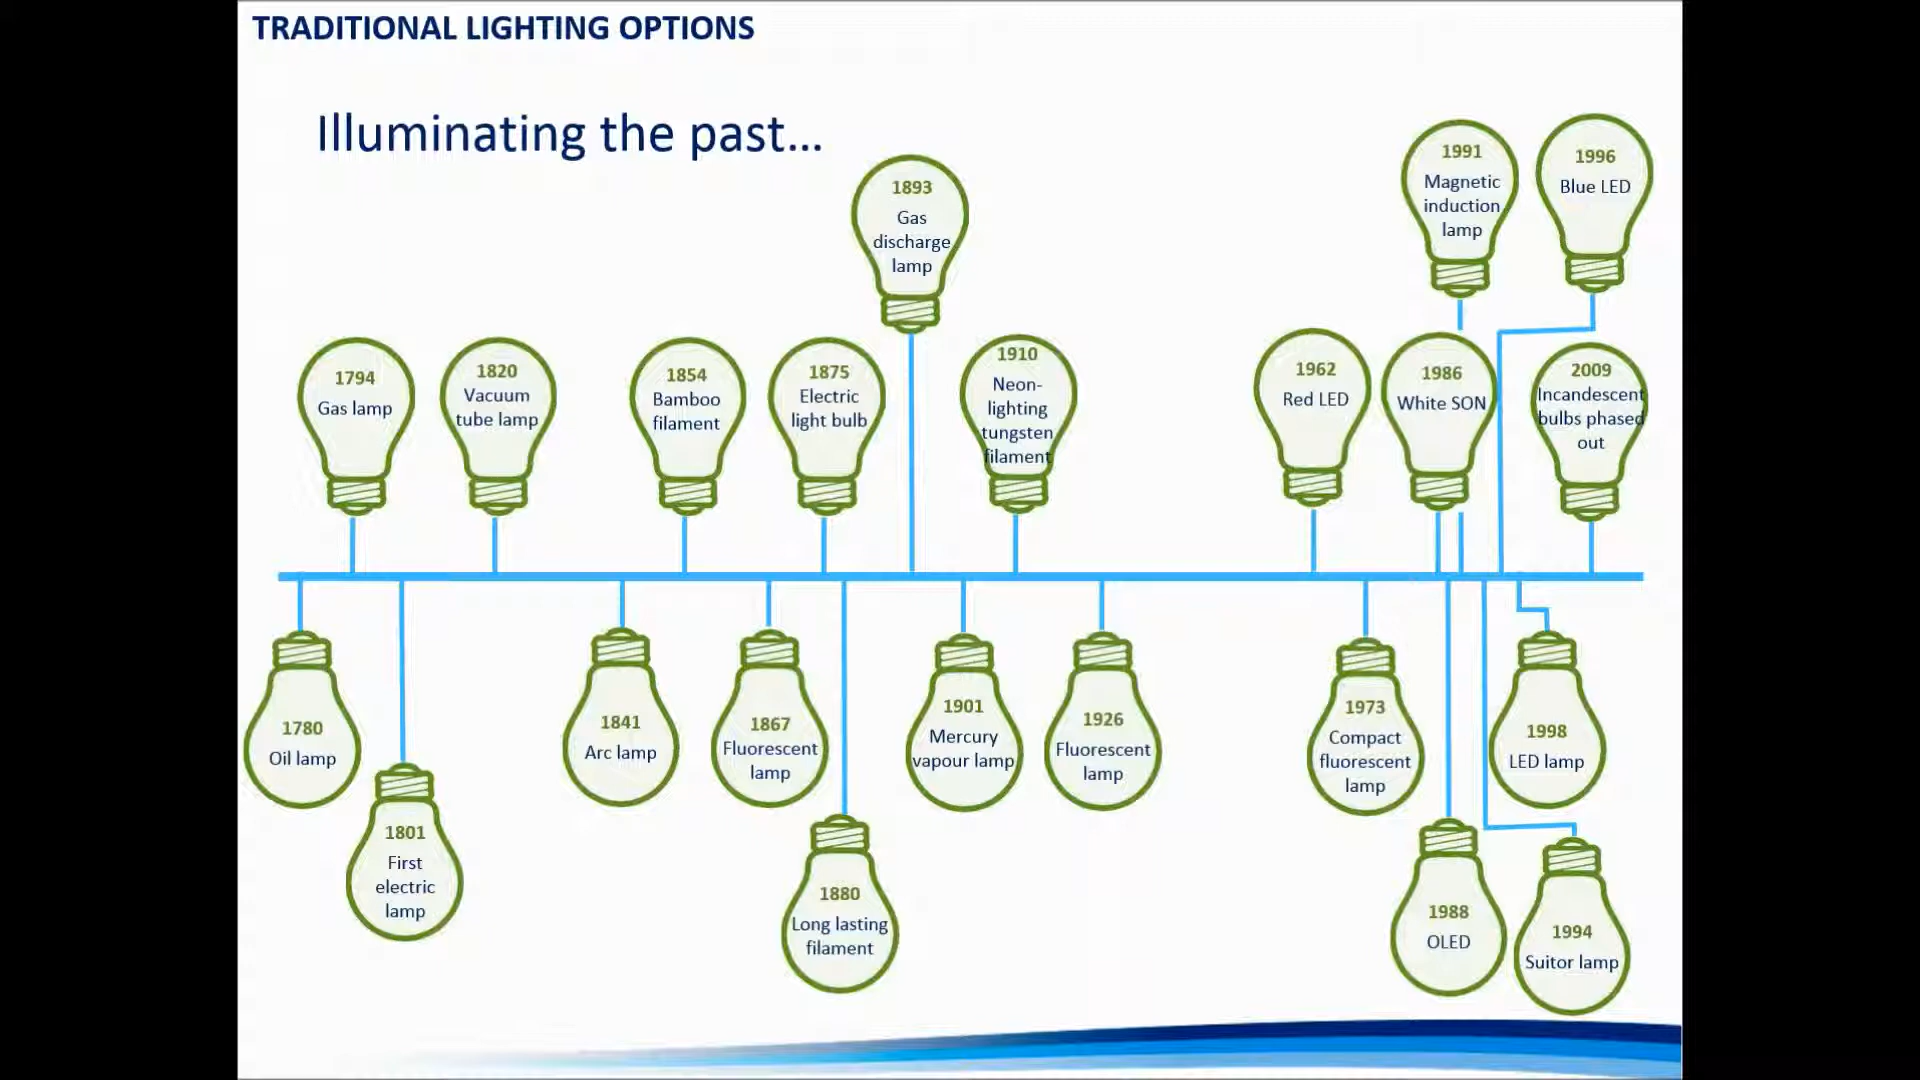 TRADITIONAL LIGHTING OPTIONS
Illuminating the past...
1893
Gas
discharge
lamp
1991
Magnetic
induction
lamp
1996
Blue LED
1794
Gas lamp
1820
Vacuum
tube lamp
1854
Bamboo
filament
1875
Electric
light bulb
1910
Neon-
lighting
tungsten
filament
1962
Red LED
1986
White SON
2009
Incandescent
bulbs phased
out
1780
Oil lamp
1801
First
electric
lamp
1841
Arc lamp
1867
Fluorescent
lamp
1880
Long lasting
filament
1901
Mercury
vapour lamp
1926
Fluorescent
lamp
1973
Compact
fluorescent
lamp
1988
OLED
1998
LED lamp
1994
Suitor lamp